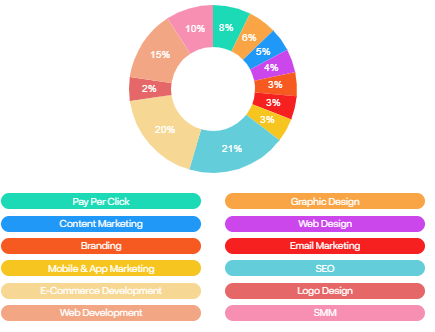 8%
6%
5%
4%
3%
3%
3%
21%
20%
2%
15%
10%
Pay Per Click
Graphic Design
Content Marketing
Web Design
Branding
Email Marketing
Mobile & App Marketing
SEO
E-Commerce Development
Logo Design
Web Development
SMM